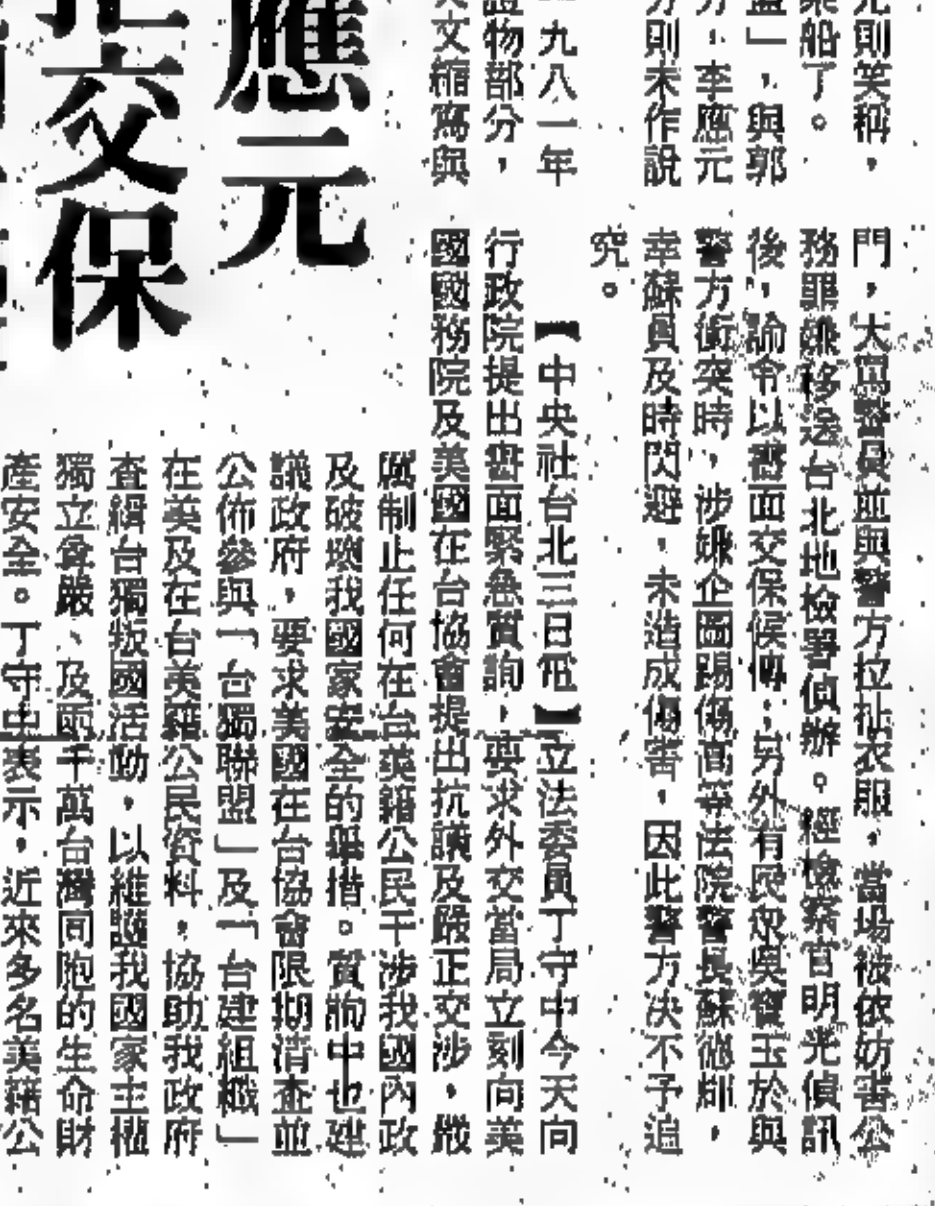 元則笑稱，
乘船了。
盟」，與郭
分，李應元
分則未作說
九八一年
證物部分，
英文縮寫與
應元
交保
門，大罵警員並與警方拉扯衣服，當場被依妨害公
務罪嫌移送台北地檢署偵辦。經檢察官明光偵訊
後，諭令以書面交保候傳；另外有民眾吳寶玉於與
警方衝突時，涉嫌企圖踢傷高等法院警員蘇德輝，
幸蘇員及時閃避，未造成傷害，因此警方決不予追
究。
【中央社台北三日電】立法委員丁守中今天向
行政院提出書面緊急質詢，要求外交當局立刻向美
國國務院及美國在台協會提出抗議及嚴正交涉，嚴
厲制止任何在台美籍公民干涉我國內政
及破壞我國家安全的舉措。質詢中也建
議政府，要求美國在台協會限期清查並
公佈參與「台獨聯盟」及「台建組織」
在美及在台美籍公民資料，協助我政府
查緝台獨叛國活動，以維護我國家主權
獨立尊嚴、及兩千萬台灣同胞的生命財
產安全。丁守中表示，近來多名美籍公